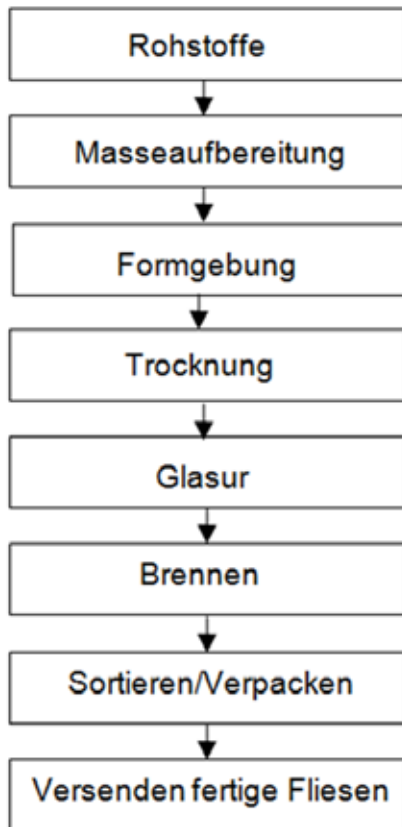 Rohstoffe
Masseaufbereitung
Formgebung
Trocknung
Glasur
Brennen
Sortieren/Verpacken
Versenden fertige Fliesen